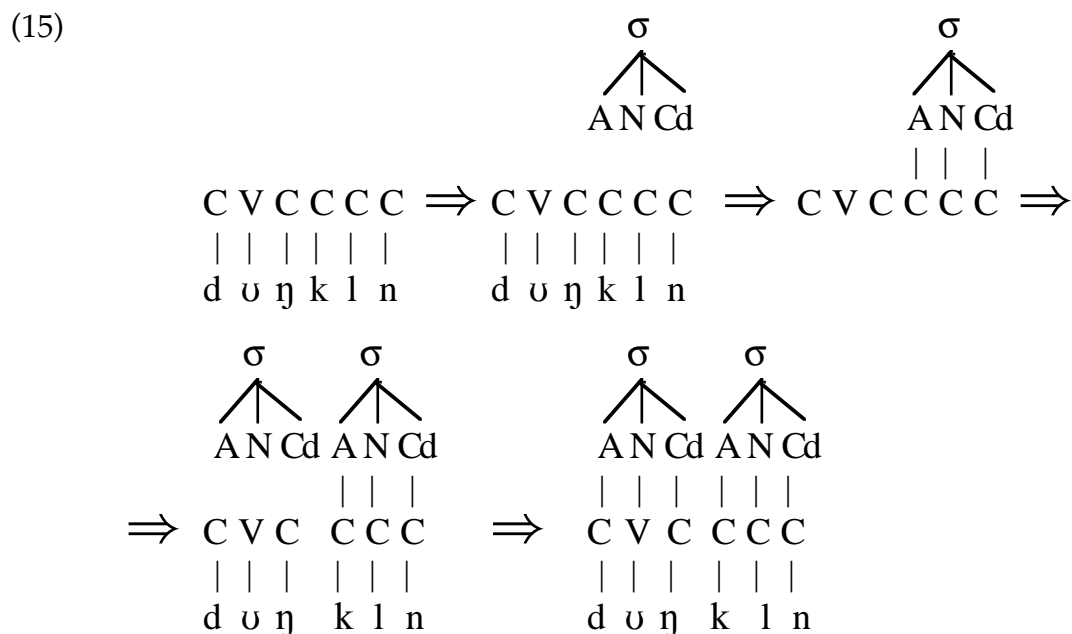 (15)
σ σ
A N Cd A N Cd
C V C C C C ⇒ C V C C C C ⇒ C V C C C C ⇒
d ʊ ŋ k l n d ʊ ŋ k l n
σ σ σ σ
A N Cd A N Cd A N Cd A N Cd
⇒ C V C C C C ⇒ C V C C C C
d ʊ ŋ k l n d ʊ ŋ k l n